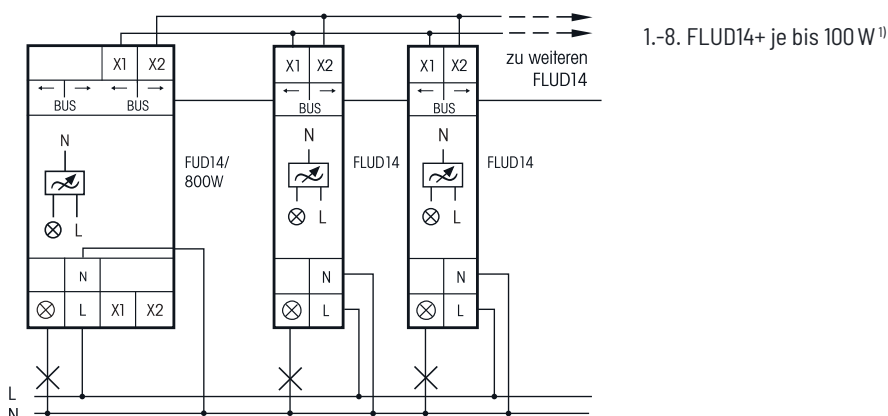 X1 X2
X1 X2
X1 X2
1.-8. FLUD14+ je bis 100 W ¹⁾
zu weiteren
FLUD14
BUS BUS
BUS
BUS
N
N
N
FUD14/
800W
FLUD14
FLUD14
L
L
L
N
N
N
L X1 X2
L
L
L
N